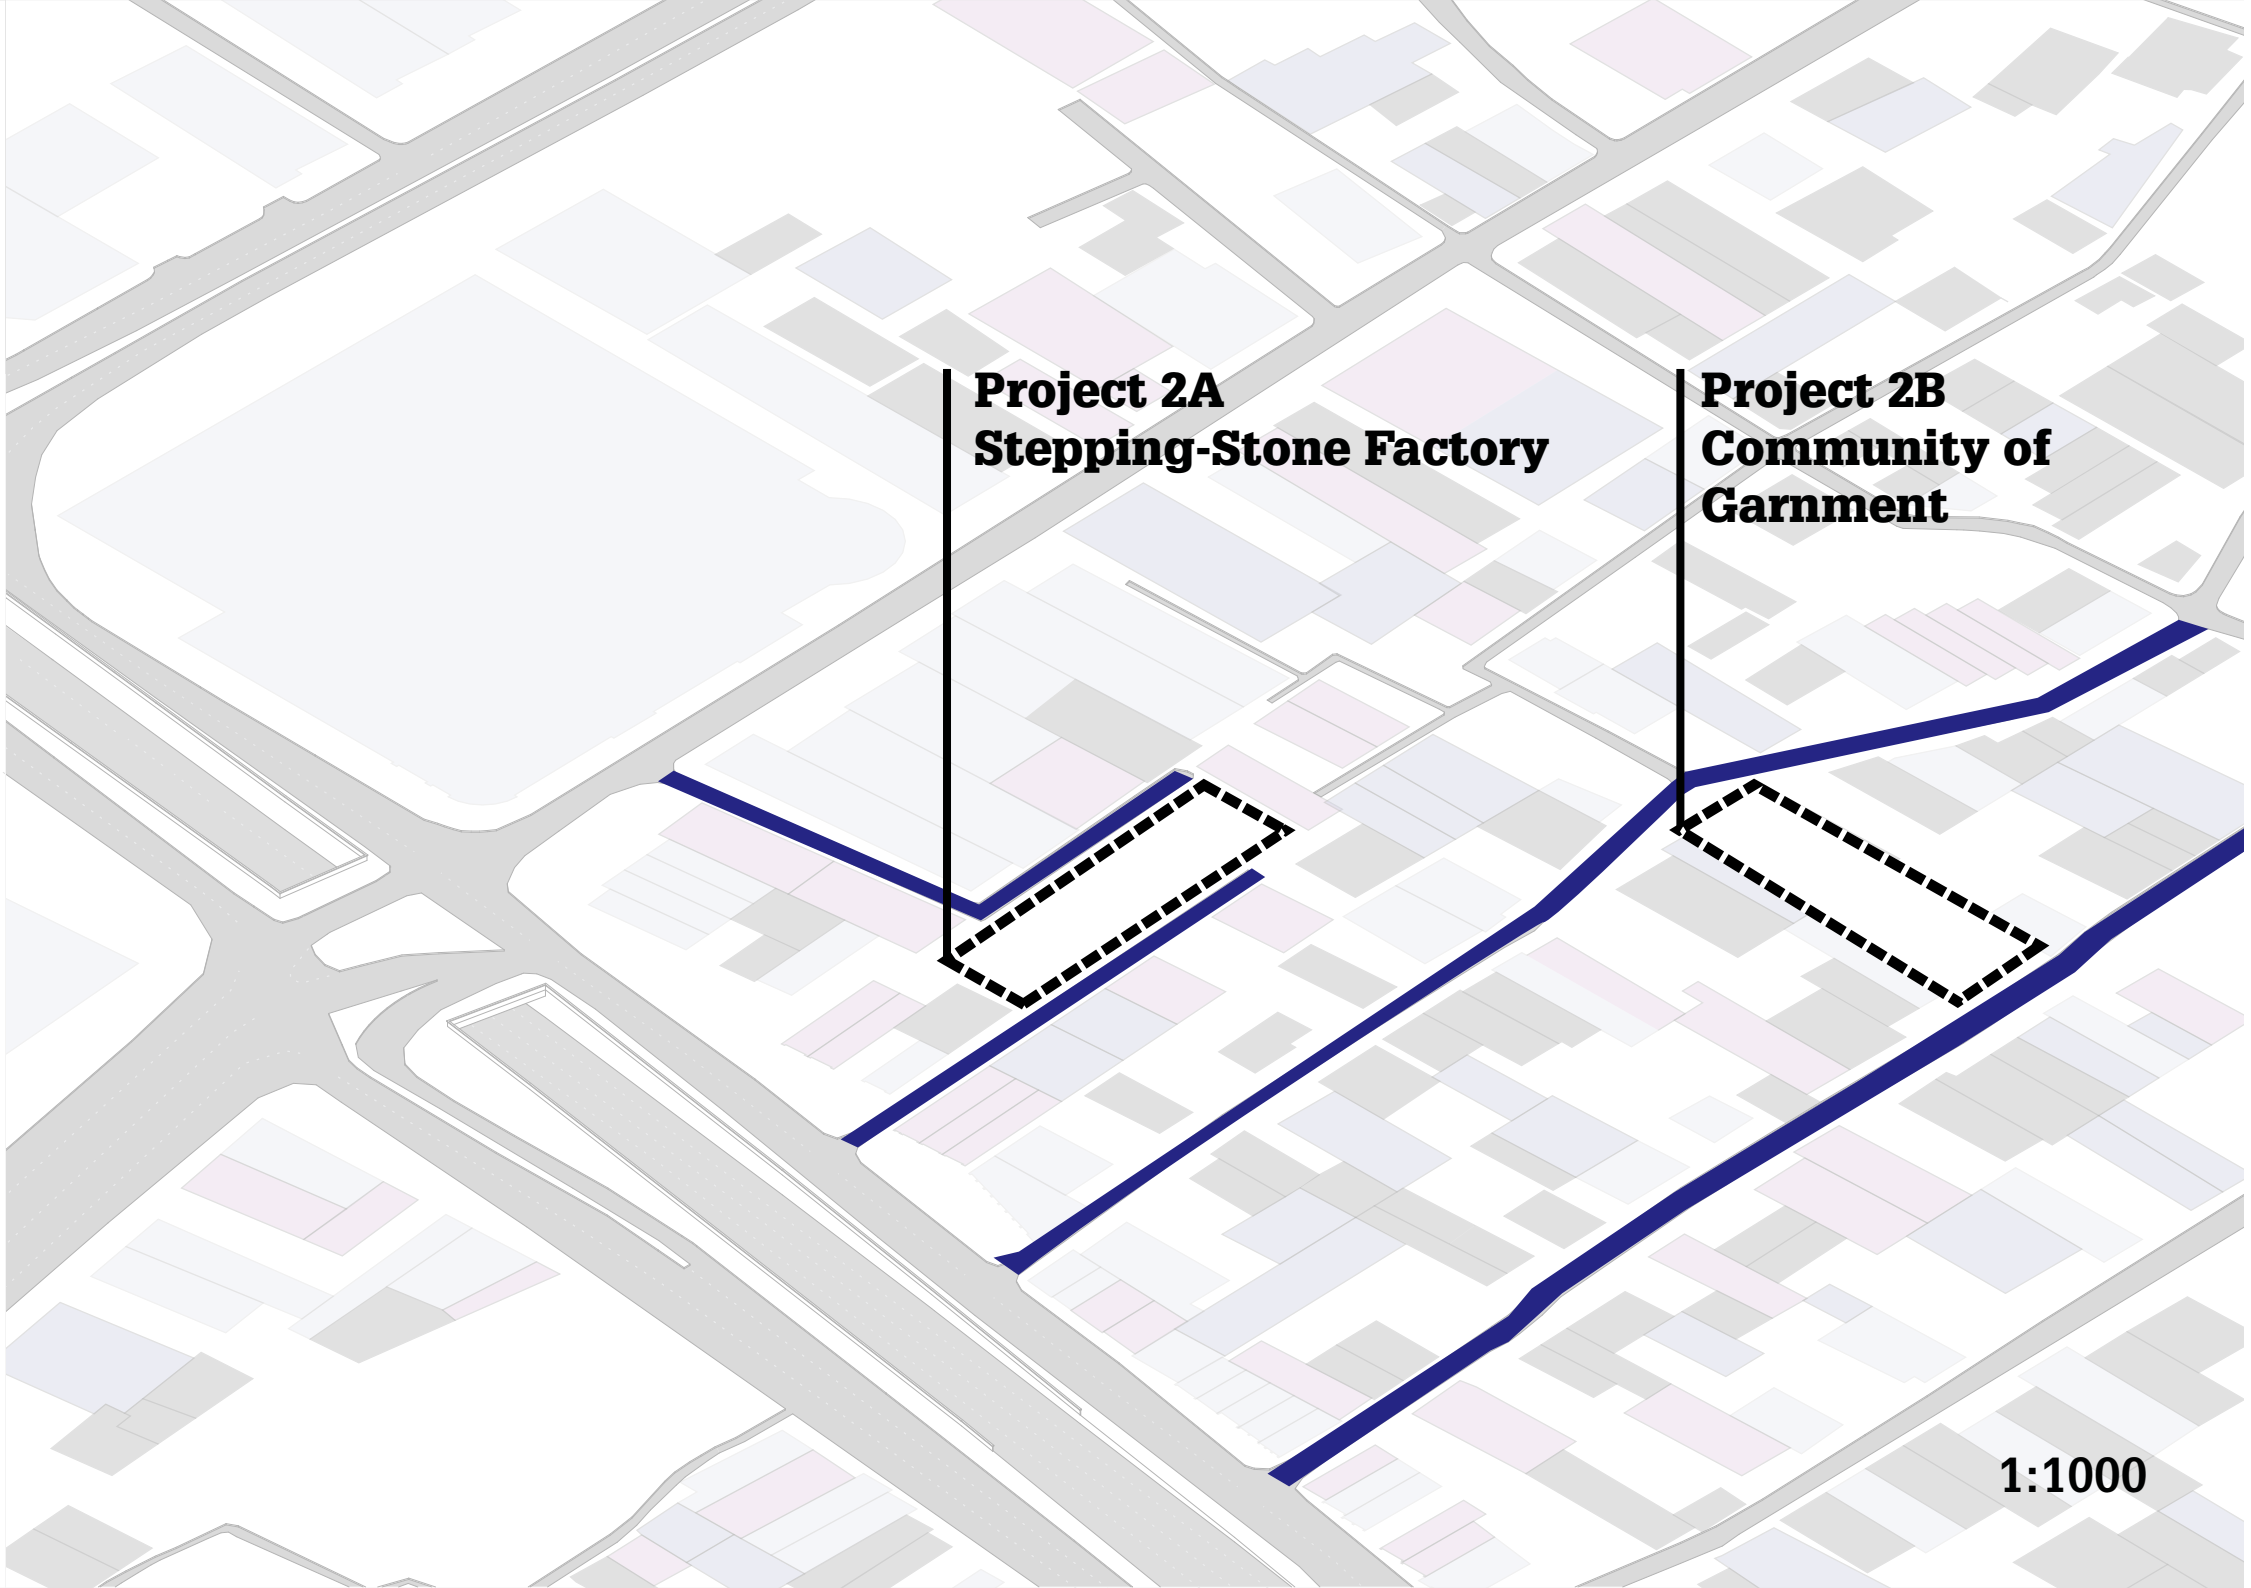 Project 2A
Stepping-Stone Factory
Project 2B
Community of
Garnment
1:1000